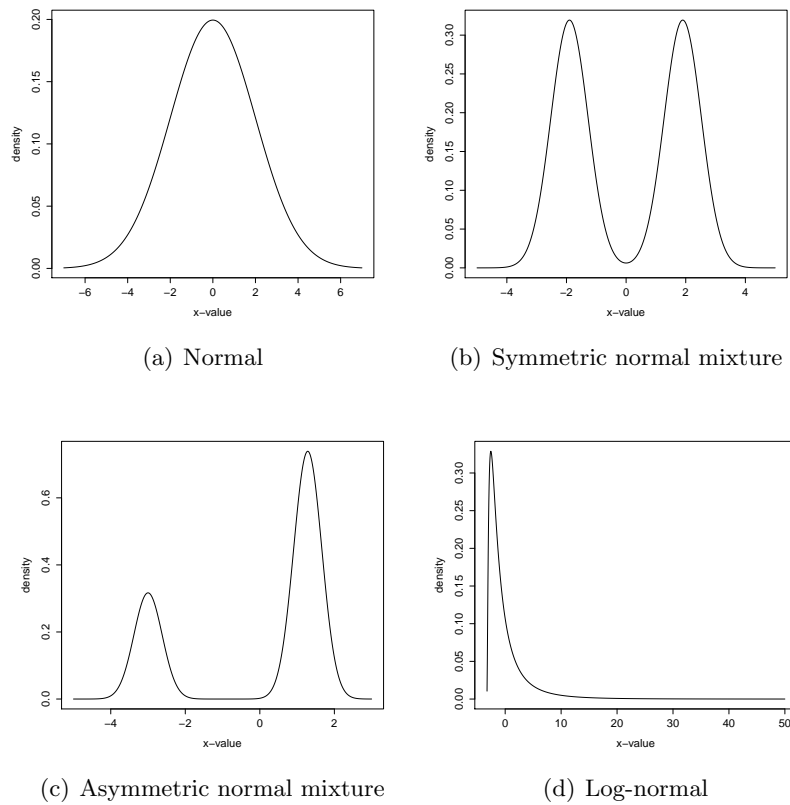 0.00 0.05 0.10 0.15 0.20
density
−6 −4 −2 0 2 4 6
x−value
(a) Normal
0.00 0.05 0.10 0.15 0.20 0.25 0.30
density
−4 −2 0 2 4
x−value
(b) Symmetric normal mixture
0.0 0.2 0.4 0.6
density
−4 −2 0 2
x−value
(c) Asymmetric normal mixture
0.00 0.05 0.10 0.15 0.20 0.25 0.30
density
0 10 20 30 40 50
x−value
(d) Log-normal